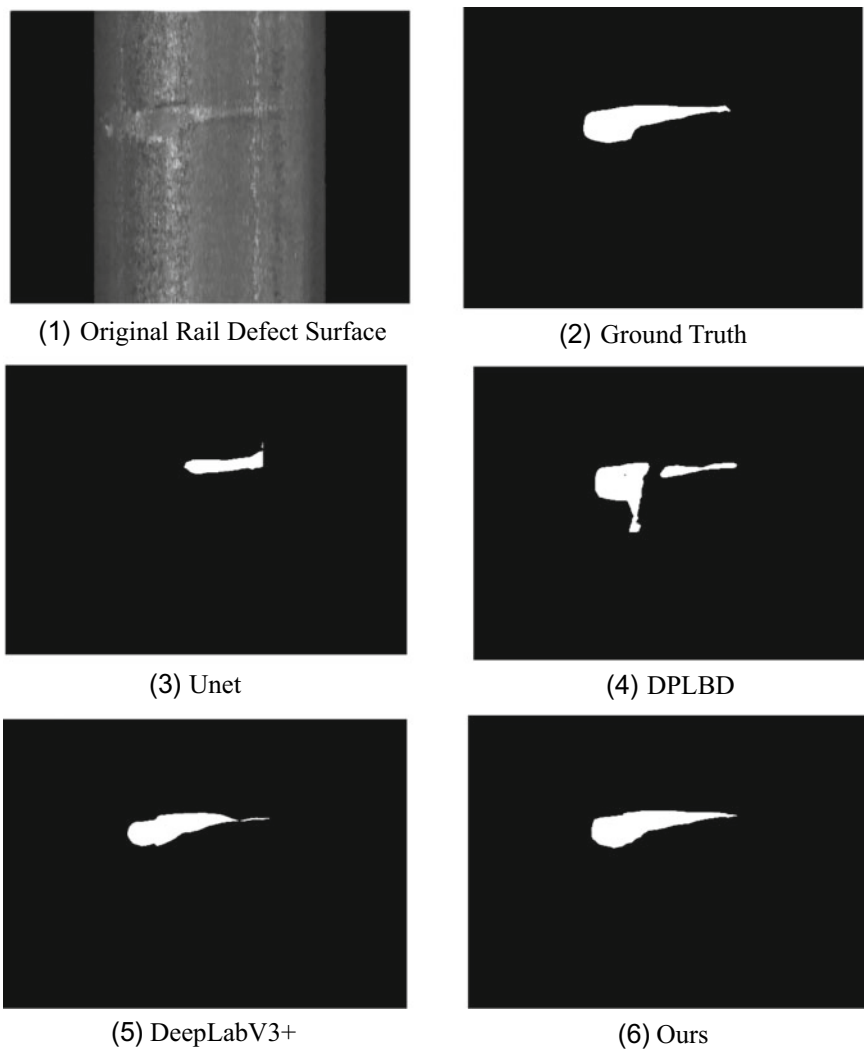 (1) Original Rail Defect Surface
(2) Ground Truth
(3) Unet
(4) DPLBD
(5) DeepLabV3+
(6) Ours